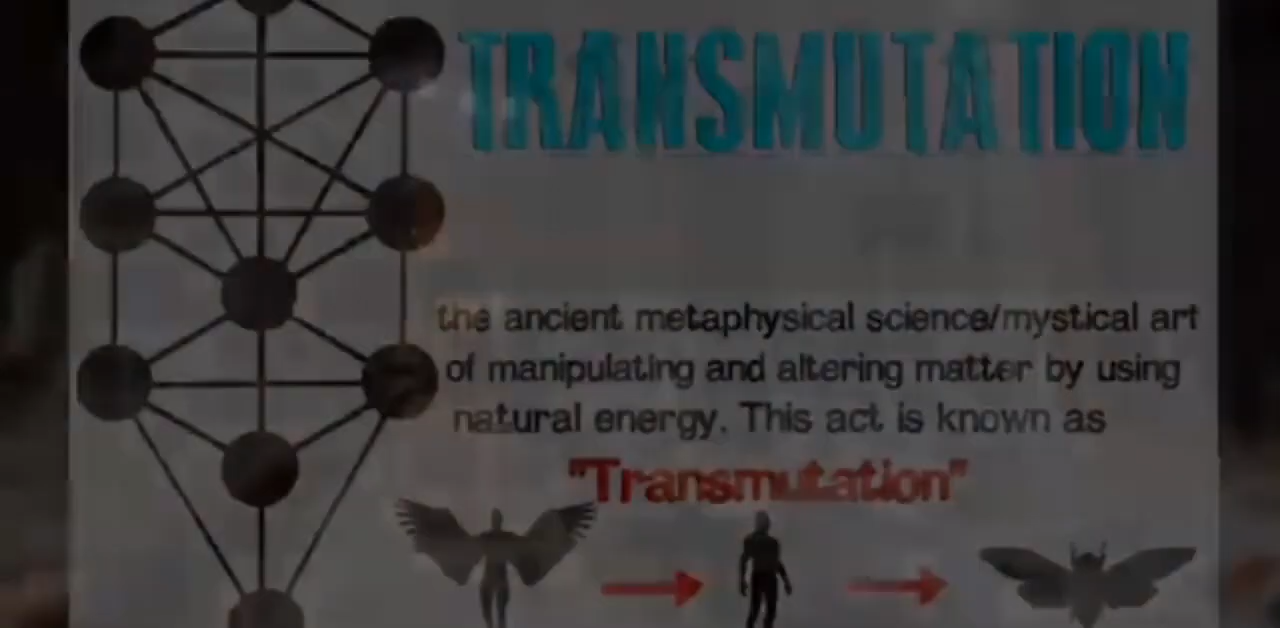 TRANSMUTATION
the ancient metaphysical science/mystical art
of manipulating and altering matter by using
natural energy. This act is known as
"Transmutation"